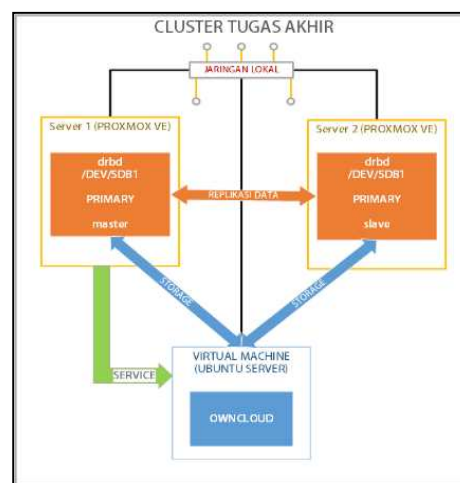 CLUSTER TUGAS AKHIR
JARINGAN LOKAL
Server 1 (PROXMOX VE)
Server 2 (PROXMOX VE)
drbd
/DEV/SDB1
PRIMARY
master
REPLIKASI DATA
drbd
/DEV/SDB1
PRIMARY
slave
STORAGE
STORAGE
SERVICE
VIRTUAL MACHINE
(UBUNTU SERVER)
OWNCLOUD